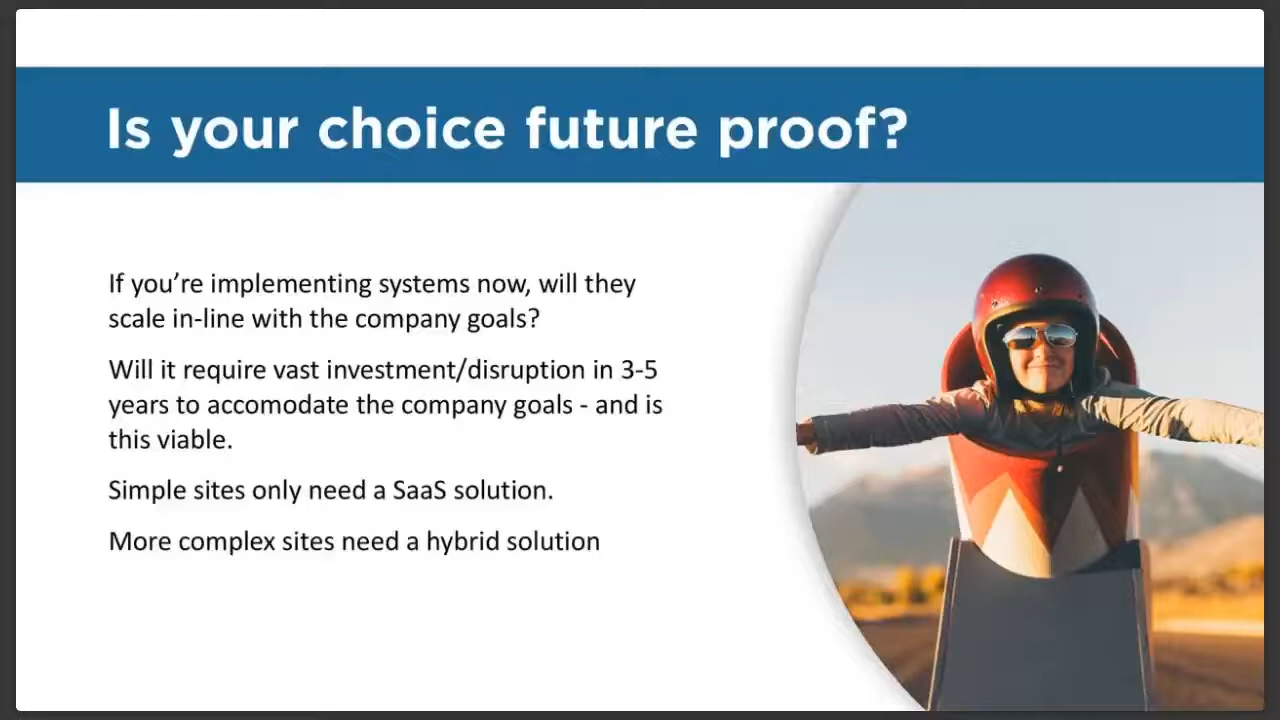 Is your choice future proof?
If you’re implementing systems now, will they
scale in-line with the company goals?
Will it require vast investment/disruption in 3-5
years to accomodate the company goals - and is
this viable.
Simple sites only need a SaaS solution.
More complex sites need a hybrid solution